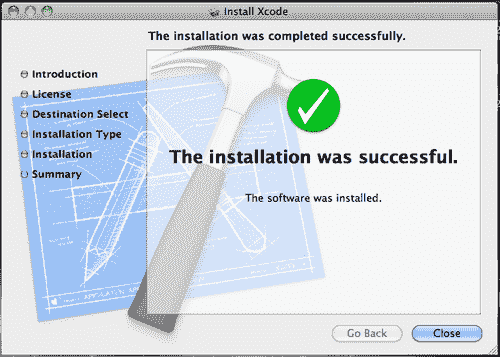 Install Xcode
The installation was completed successfully.
Introduction
License
Destination Select
Installation Type
Installation
Summary
The installation was successful.
The software was installed.
Go Back
Close